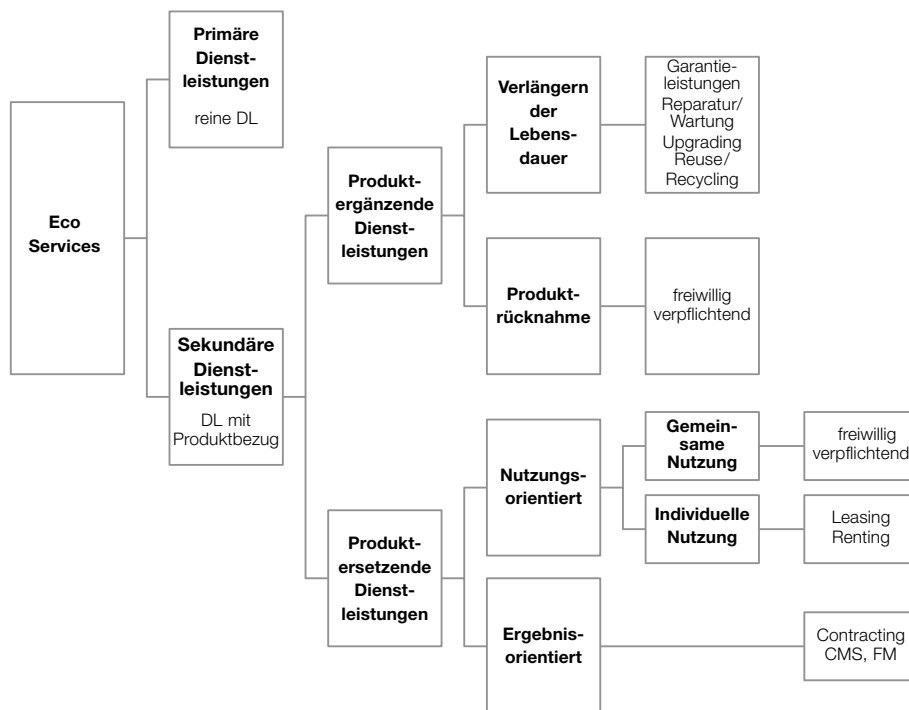 Eco
Services
Primäre
Dienst-
leistungen
reine DL
Sekundäre
Dienst-
leistungen
DL mit
Produktbezug
Produkt-
ergänzende
Dienst-
leistungen
Verlängern
der
Lebens-
dauer
Garantie-
leistungen
Reparatur/
Wartung
Upgrading
Reuse/
Recycling
Produkt-
rücknahme
freiwillig
verpflichtend
Produkt-
ersetzende
Dienst-
leistungen
Nutzungs-
orientiert
Gemein-
same
Nutzung
freiwillig
verpflichtend
Individuelle
Nutzung
Leasing
Renting
Ergebnis-
orientiert
Contracting
CMS, FM